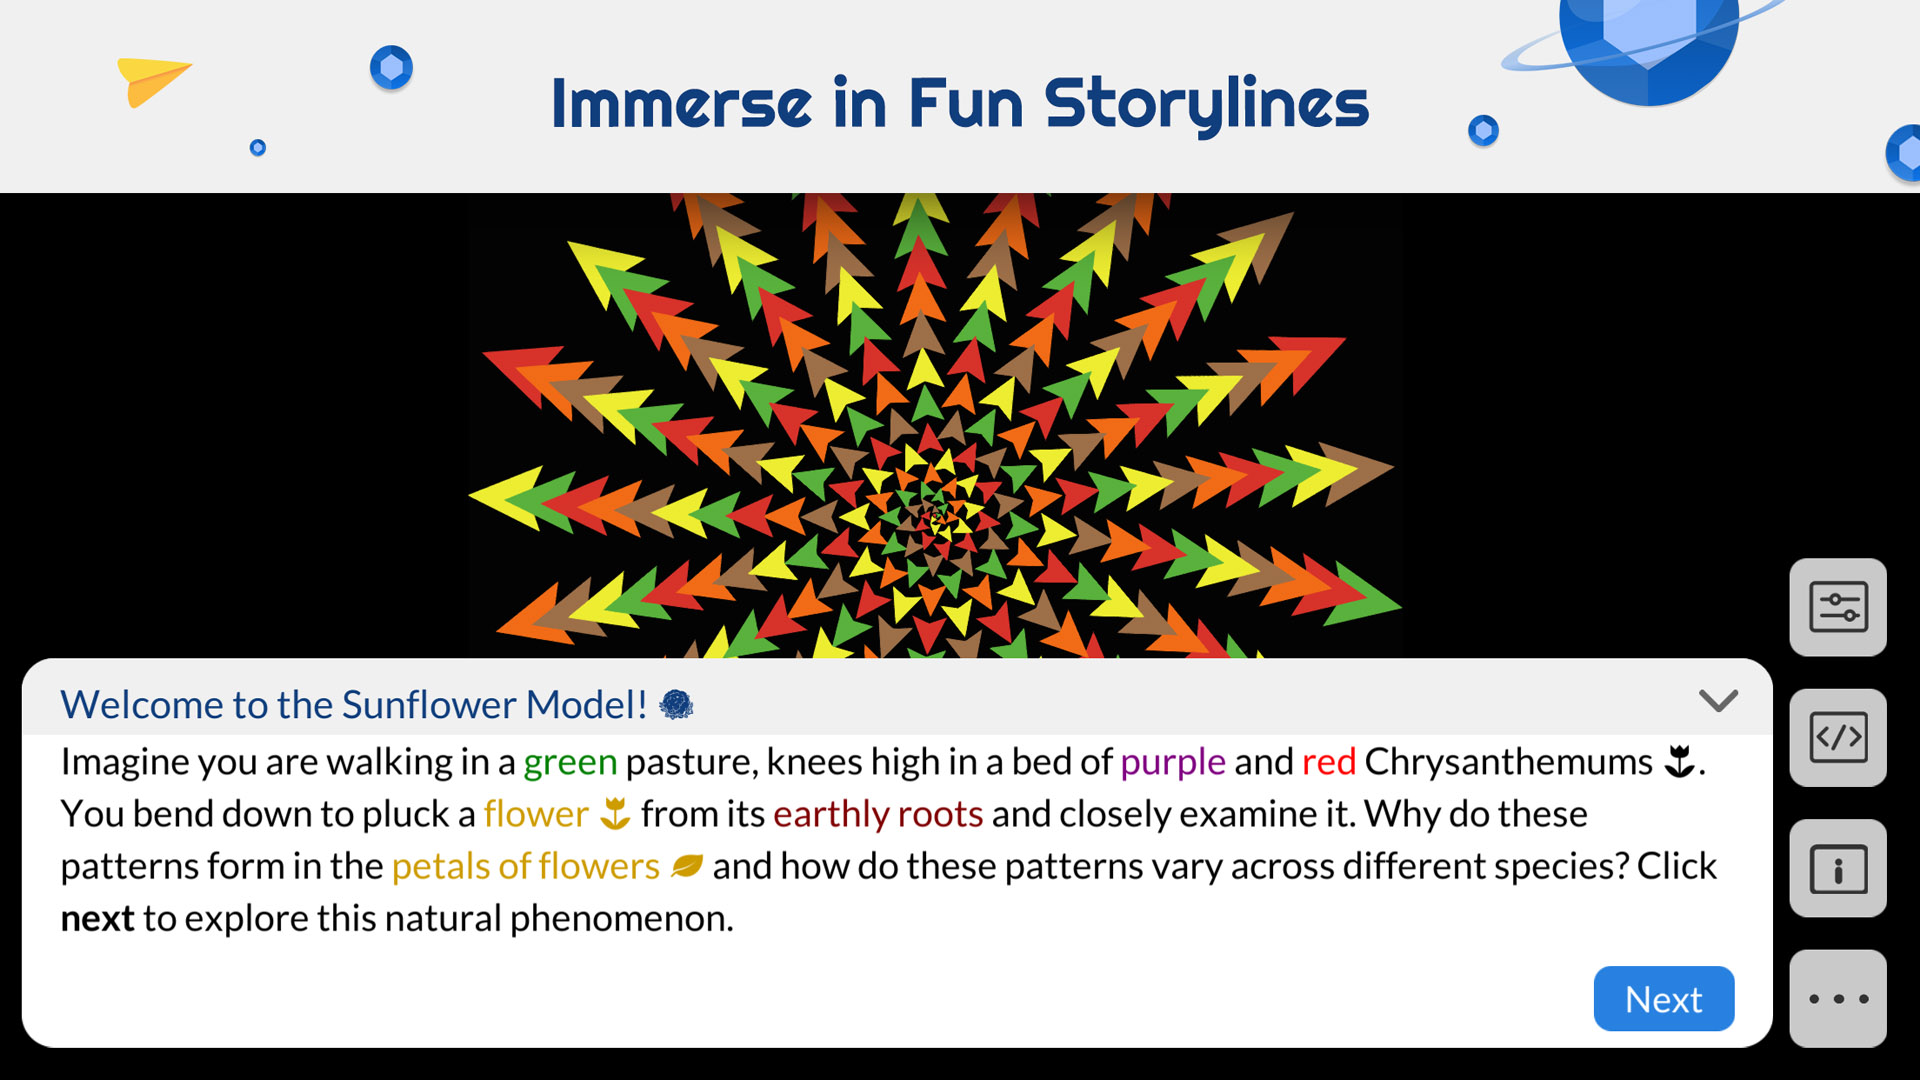 Immerse in Fun Storylines
Welcome to the Sunflower Model!
Imagine you are walking in a green pasture, knees high in a bed of purple and red Chrysanthemums .
You bend down to pluck a flower from its earthly roots and closely examine it. Why do these
patterns form in the petals of flowers and how do these patterns vary across different species? Click
next to explore this natural phenomenon.
Next